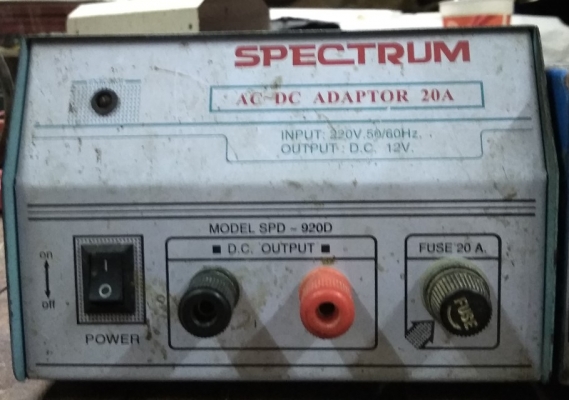 SPECTRUM
AC-DC ADAPTOR 20A
INPUT: 220V.50/60Hz.
OUTPUT : D.C. 12V.
MODEL SPD - 920D
■ D.C. OUTPUT ■
FUSE 20 A.
on
off
POWER
FUSE